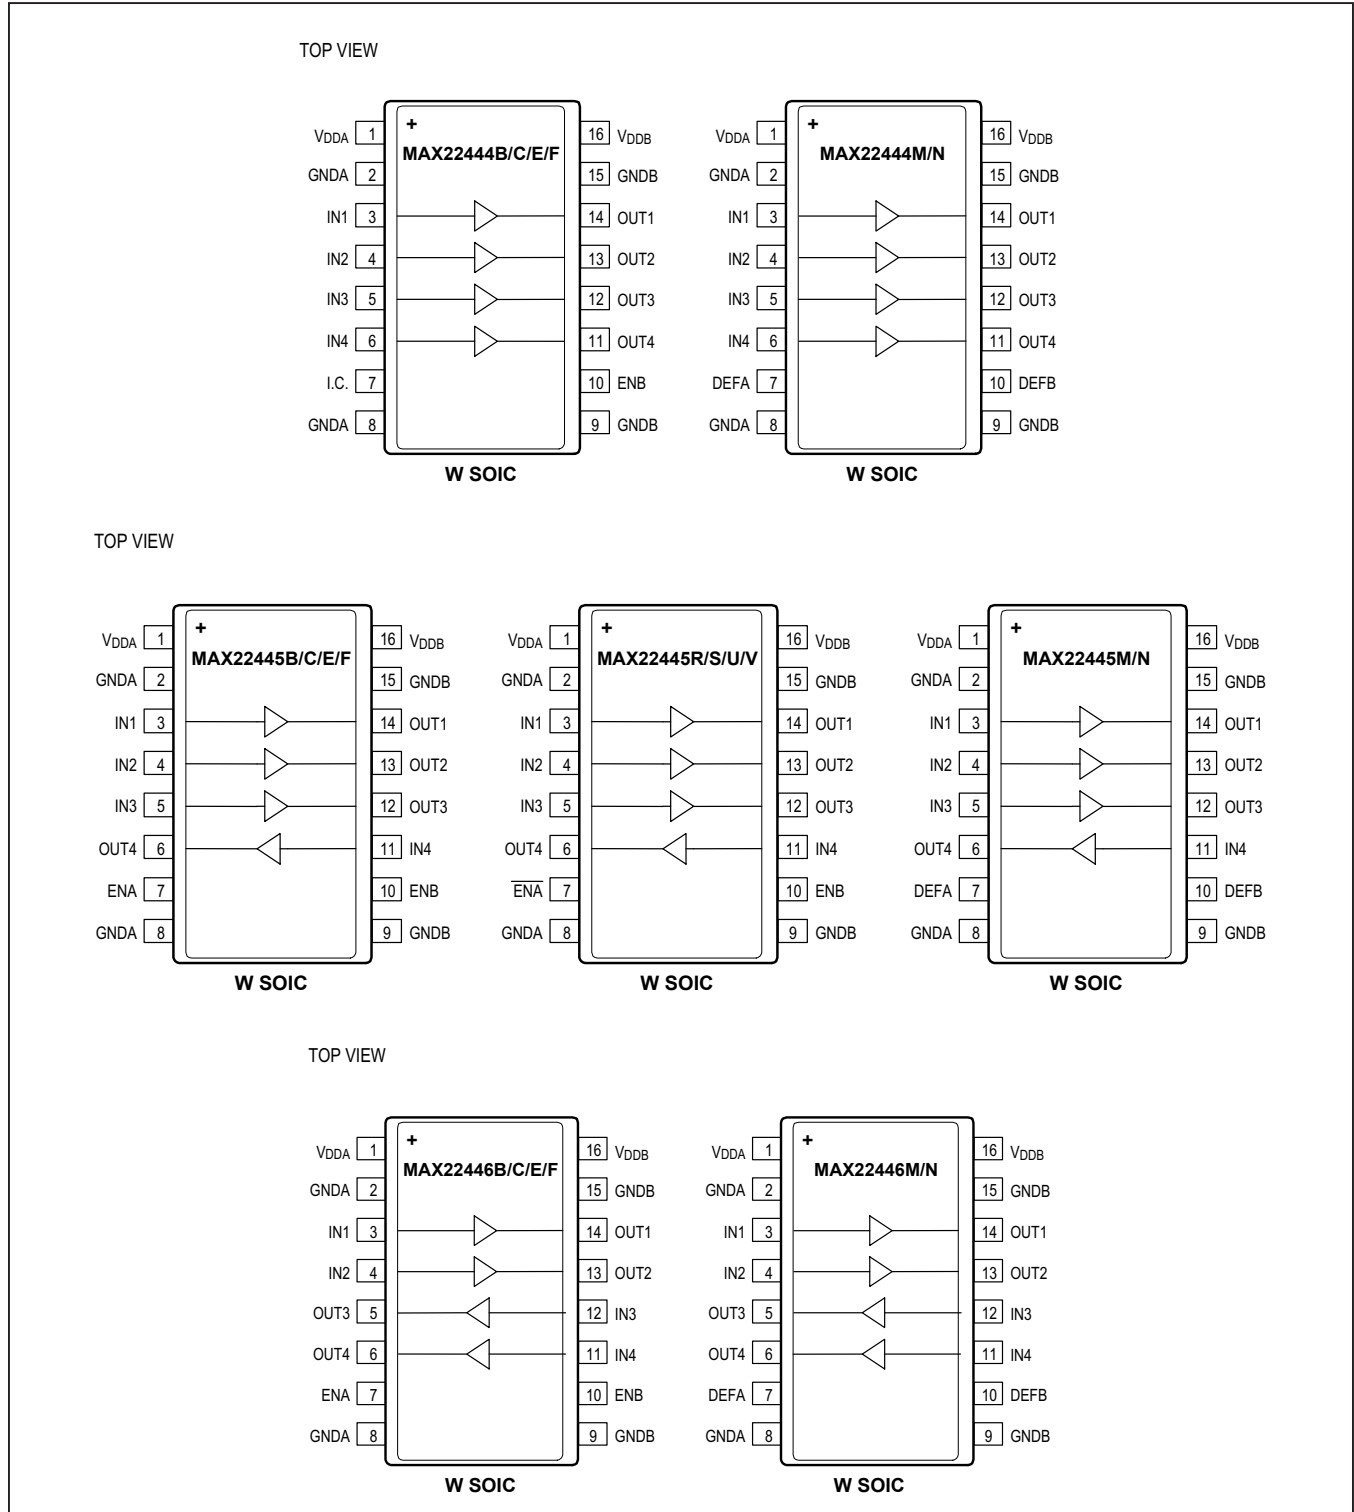 TOP VIEW
+ +
MAX22444B/C/E/F MAX22444M/N
VDDA 1 16 VDDB VDDA 1 16 VDDB
GNDA 2 15 GNDB GNDA 2 15 GNDB
IN1 3 14 OUT1 IN1 3 14 OUT1
IN2 4 13 OUT2 IN2 4 13 OUT2
IN3 5 12 OUT3 IN3 5 12 OUT3
IN4 6 11 OUT4 IN4 6 11 OUT4
I.C. 7 10 ENB DEFA 7 10 DEFB
GNDA 8 9 GNDB GNDA 8 9 GNDB
W SOIC W SOIC
TOP VIEW
+ + +
VDDA 1 16 VDDB VDDA 1 16 VDDB VDDA 1 16 VDDB
MAX22445B/C/E/F MAX22445R/S/U/V MAX22445M/N
GNDA 2 15 GNDB GNDA 2 15 GNDB GNDA 2 15 GNDB
IN1 3 14 OUT1 IN1 3 14 OUT1 IN1 3 14 OUT1
IN2 4 13 OUT2 IN2 4 13 OUT2 IN2 4 13 OUT2
IN3 5 12 OUT3 IN3 5 12 OUT3 IN3 5 12 OUT3
OUT4 6 11 IN4 OUT4 6 11 IN4 OUT4 6 11 IN4
ENA 7 10 ENB E̅N̅A̅ 7 10 ENB DEFA 7 10 DEFB
GNDA 8 9 GNDB GNDA 8 9 GNDB GNDA 8 9 GNDB
W SOIC W SOIC W SOIC
TOP VIEW
+ +
VDDA 1 16 VDDB VDDA 1 16 VDDB
MAX22446B/C/E/F MAX22446M/N
GNDA 2 15 GNDB GNDA 2 15 GNDB
IN1 3 14 OUT1 IN1 3 14 OUT1
IN2 4 13 OUT2 IN2 4 13 OUT2
OUT3 5 12 IN3 OUT3 5 12 IN3
OUT4 6 11 IN4 OUT4 6 11 IN4
ENA 7 10 ENB DEFA 7 10 DEFB
GNDA 8 9 GNDB GNDA 8 9 GNDB
W SOIC W SOIC